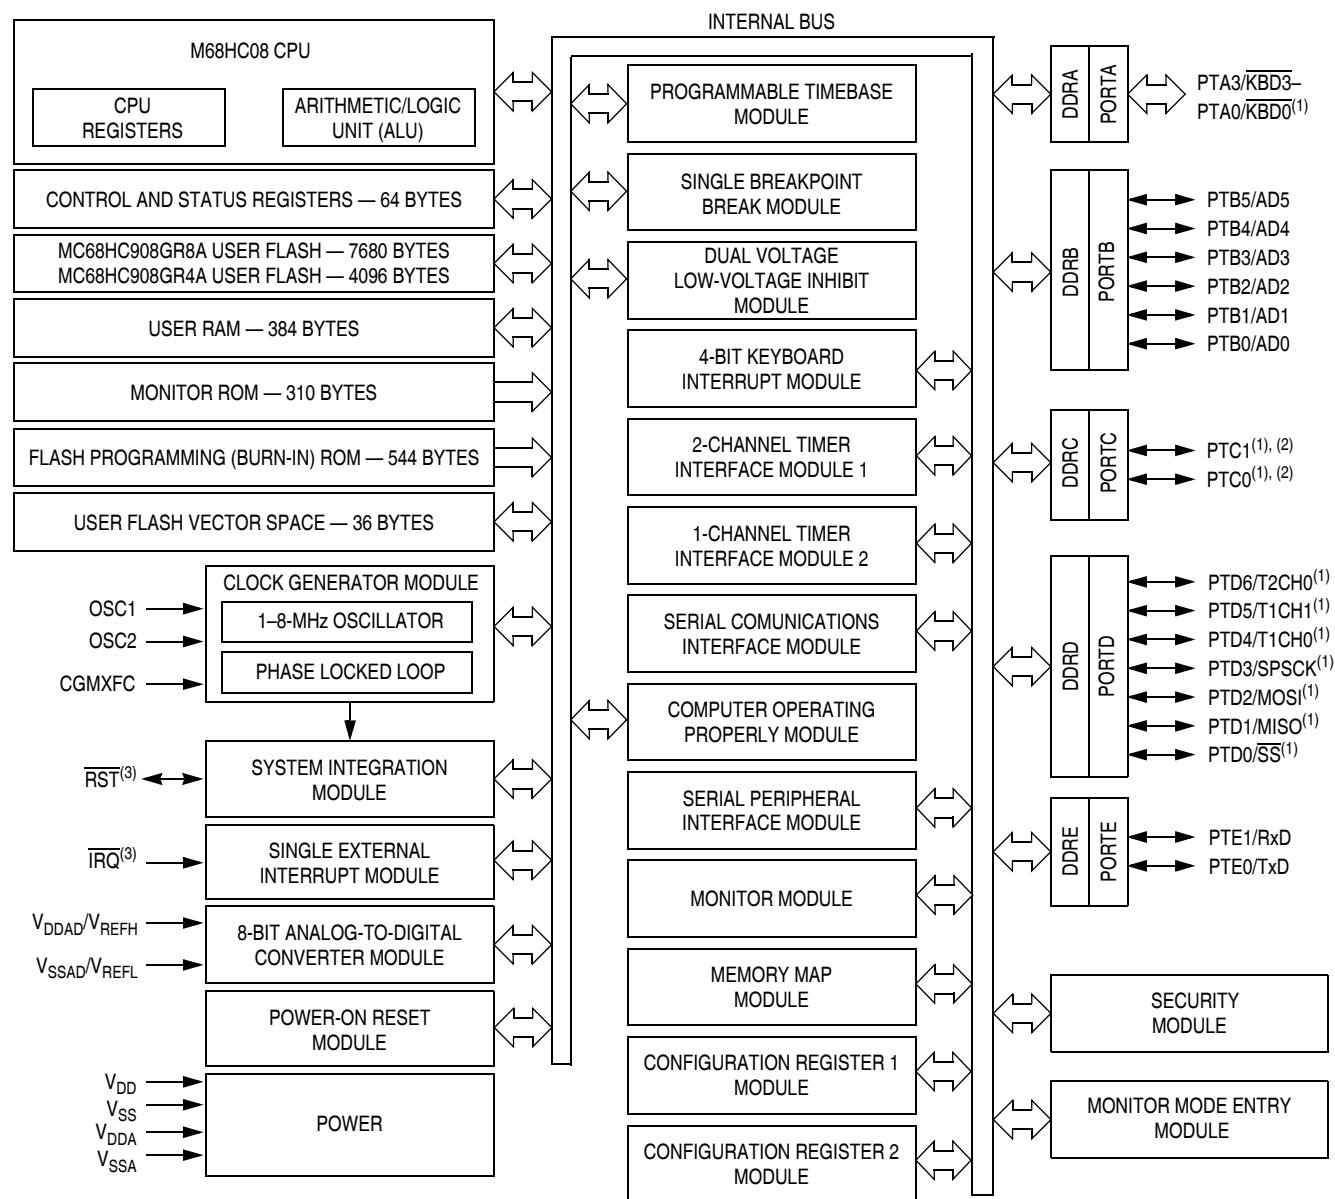 INTERNAL BUS
M68HC08 CPU
CPU
REGISTERS
ARITHMETIC/LOGIC
UNIT (ALU)
CONTROL AND STATUS REGISTERS — 64 BYTES
MC68HC908GR8A USER FLASH — 7680 BYTES
MC68HC908GR4A USER FLASH — 4096 BYTES
USER RAM — 384 BYTES
MONITOR ROM — 310 BYTES
FLASH PROGRAMMING (BURN-IN) ROM — 544 BYTES
USER FLASH VECTOR SPACE — 36 BYTES
CLOCK GENERATOR MODULE
1–8-MHz OSCILLATOR
PHASE LOCKED LOOP
OSC1
OSC2
CGMXFC
SYSTEM INTEGRATION
MODULE
RST(3)
SINGLE EXTERNAL
INTERRUPT MODULE
IRQ(3)
8-BIT ANALOG-TO-DIGITAL
CONVERTER MODULE
VDDAD/VREFH
VSSAD/VREFL
POWER-ON RESET
MODULE
POWER
VDD
VSS
VDDA
VSSA
PROGRAMMABLE TIMEBASE
MODULE
SINGLE BREAKPOINT
BREAK MODULE
DUAL VOLTAGE
LOW-VOLTAGE INHIBIT
MODULE
4-BIT KEYBOARD
INTERRUPT MODULE
2-CHANNEL TIMER
INTERFACE MODULE 1
1-CHANNEL TIMER
INTERFACE MODULE 2
SERIAL COMUNICATIONS
INTERFACE MODULE
COMPUTER OPERATING
PROPERLY MODULE
SERIAL PERIPHERAL
INTERFACE MODULE
MONITOR MODULE
MEMORY MAP
MODULE
CONFIGURATION REGISTER 1
MODULE
CONFIGURATION REGISTER 2
MODULE
DDRA
PORTA
PTA3/KBD3–
PTA0/KBD0(1)
DDRB
PORTB
PTB5/AD5
PTB4/AD4
PTB3/AD3
PTB2/AD2
PTB1/AD1
PTB0/AD0
DDRC
PORTC
PTC1(1), (2)
PTC0(1), (2)
DDRD
PORTD
PTD6/T2CH0(1)
PTD5/T1CH1(1)
PTD4/T1CH0(1)
PTD3/SPSCK(1)
PTD2/MOSI(1)
PTD1/MISO(1)
PTD0/SS(1)
DDRE
PORTE
PTE1/RxD
PTE0/TxD
SECURITY
MODULE
MONITOR MODE ENTRY
MODULE